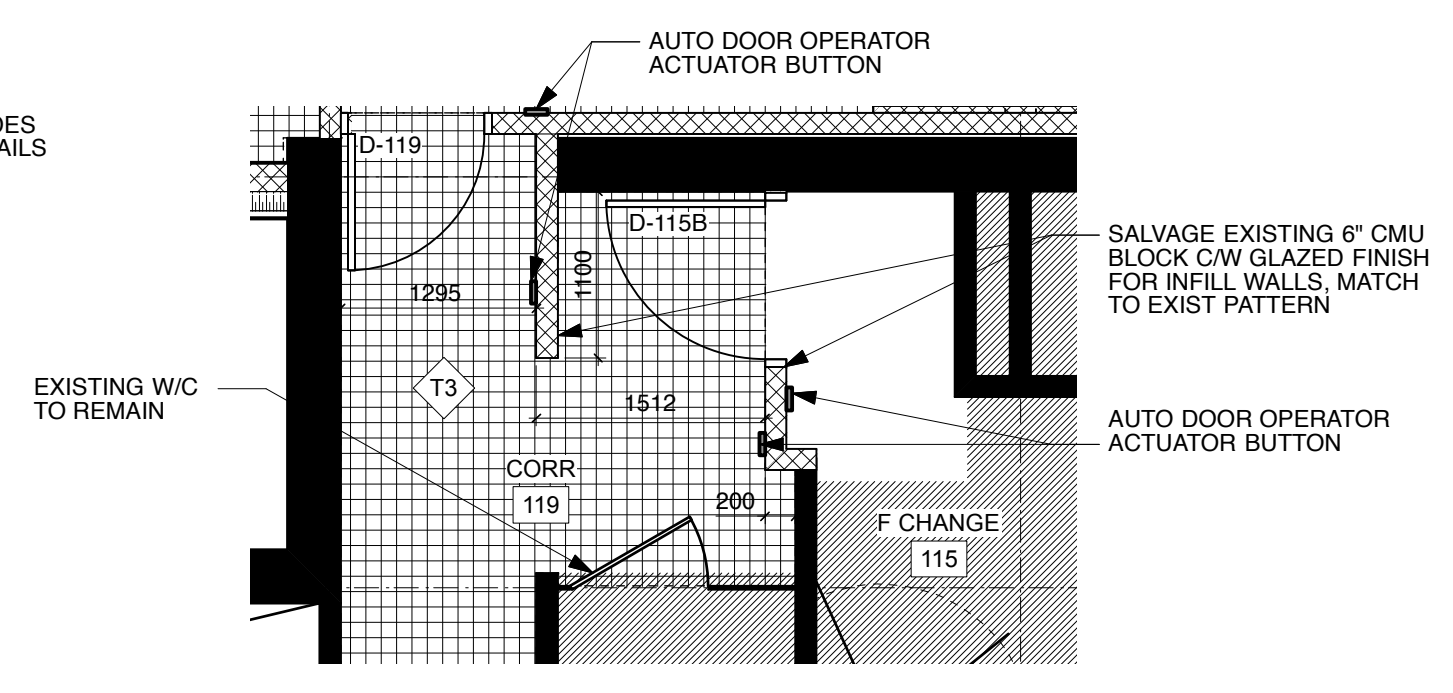 AUTO DOOR OPERATOR
ACTUATOR BUTTON
D-119
D-115B
1295
1100
SALVAGE EXISTING 6" CMU
BLOCK C/W GLAZED FINISH
FOR INFILL WALLS, MATCH
TO EXIST PATTERN
EXISTING W/C
TO REMAIN
T3
1512
AUTO DOOR OPERATOR
ACTUATOR BUTTON
CORR
119
200
F CHANGE
115